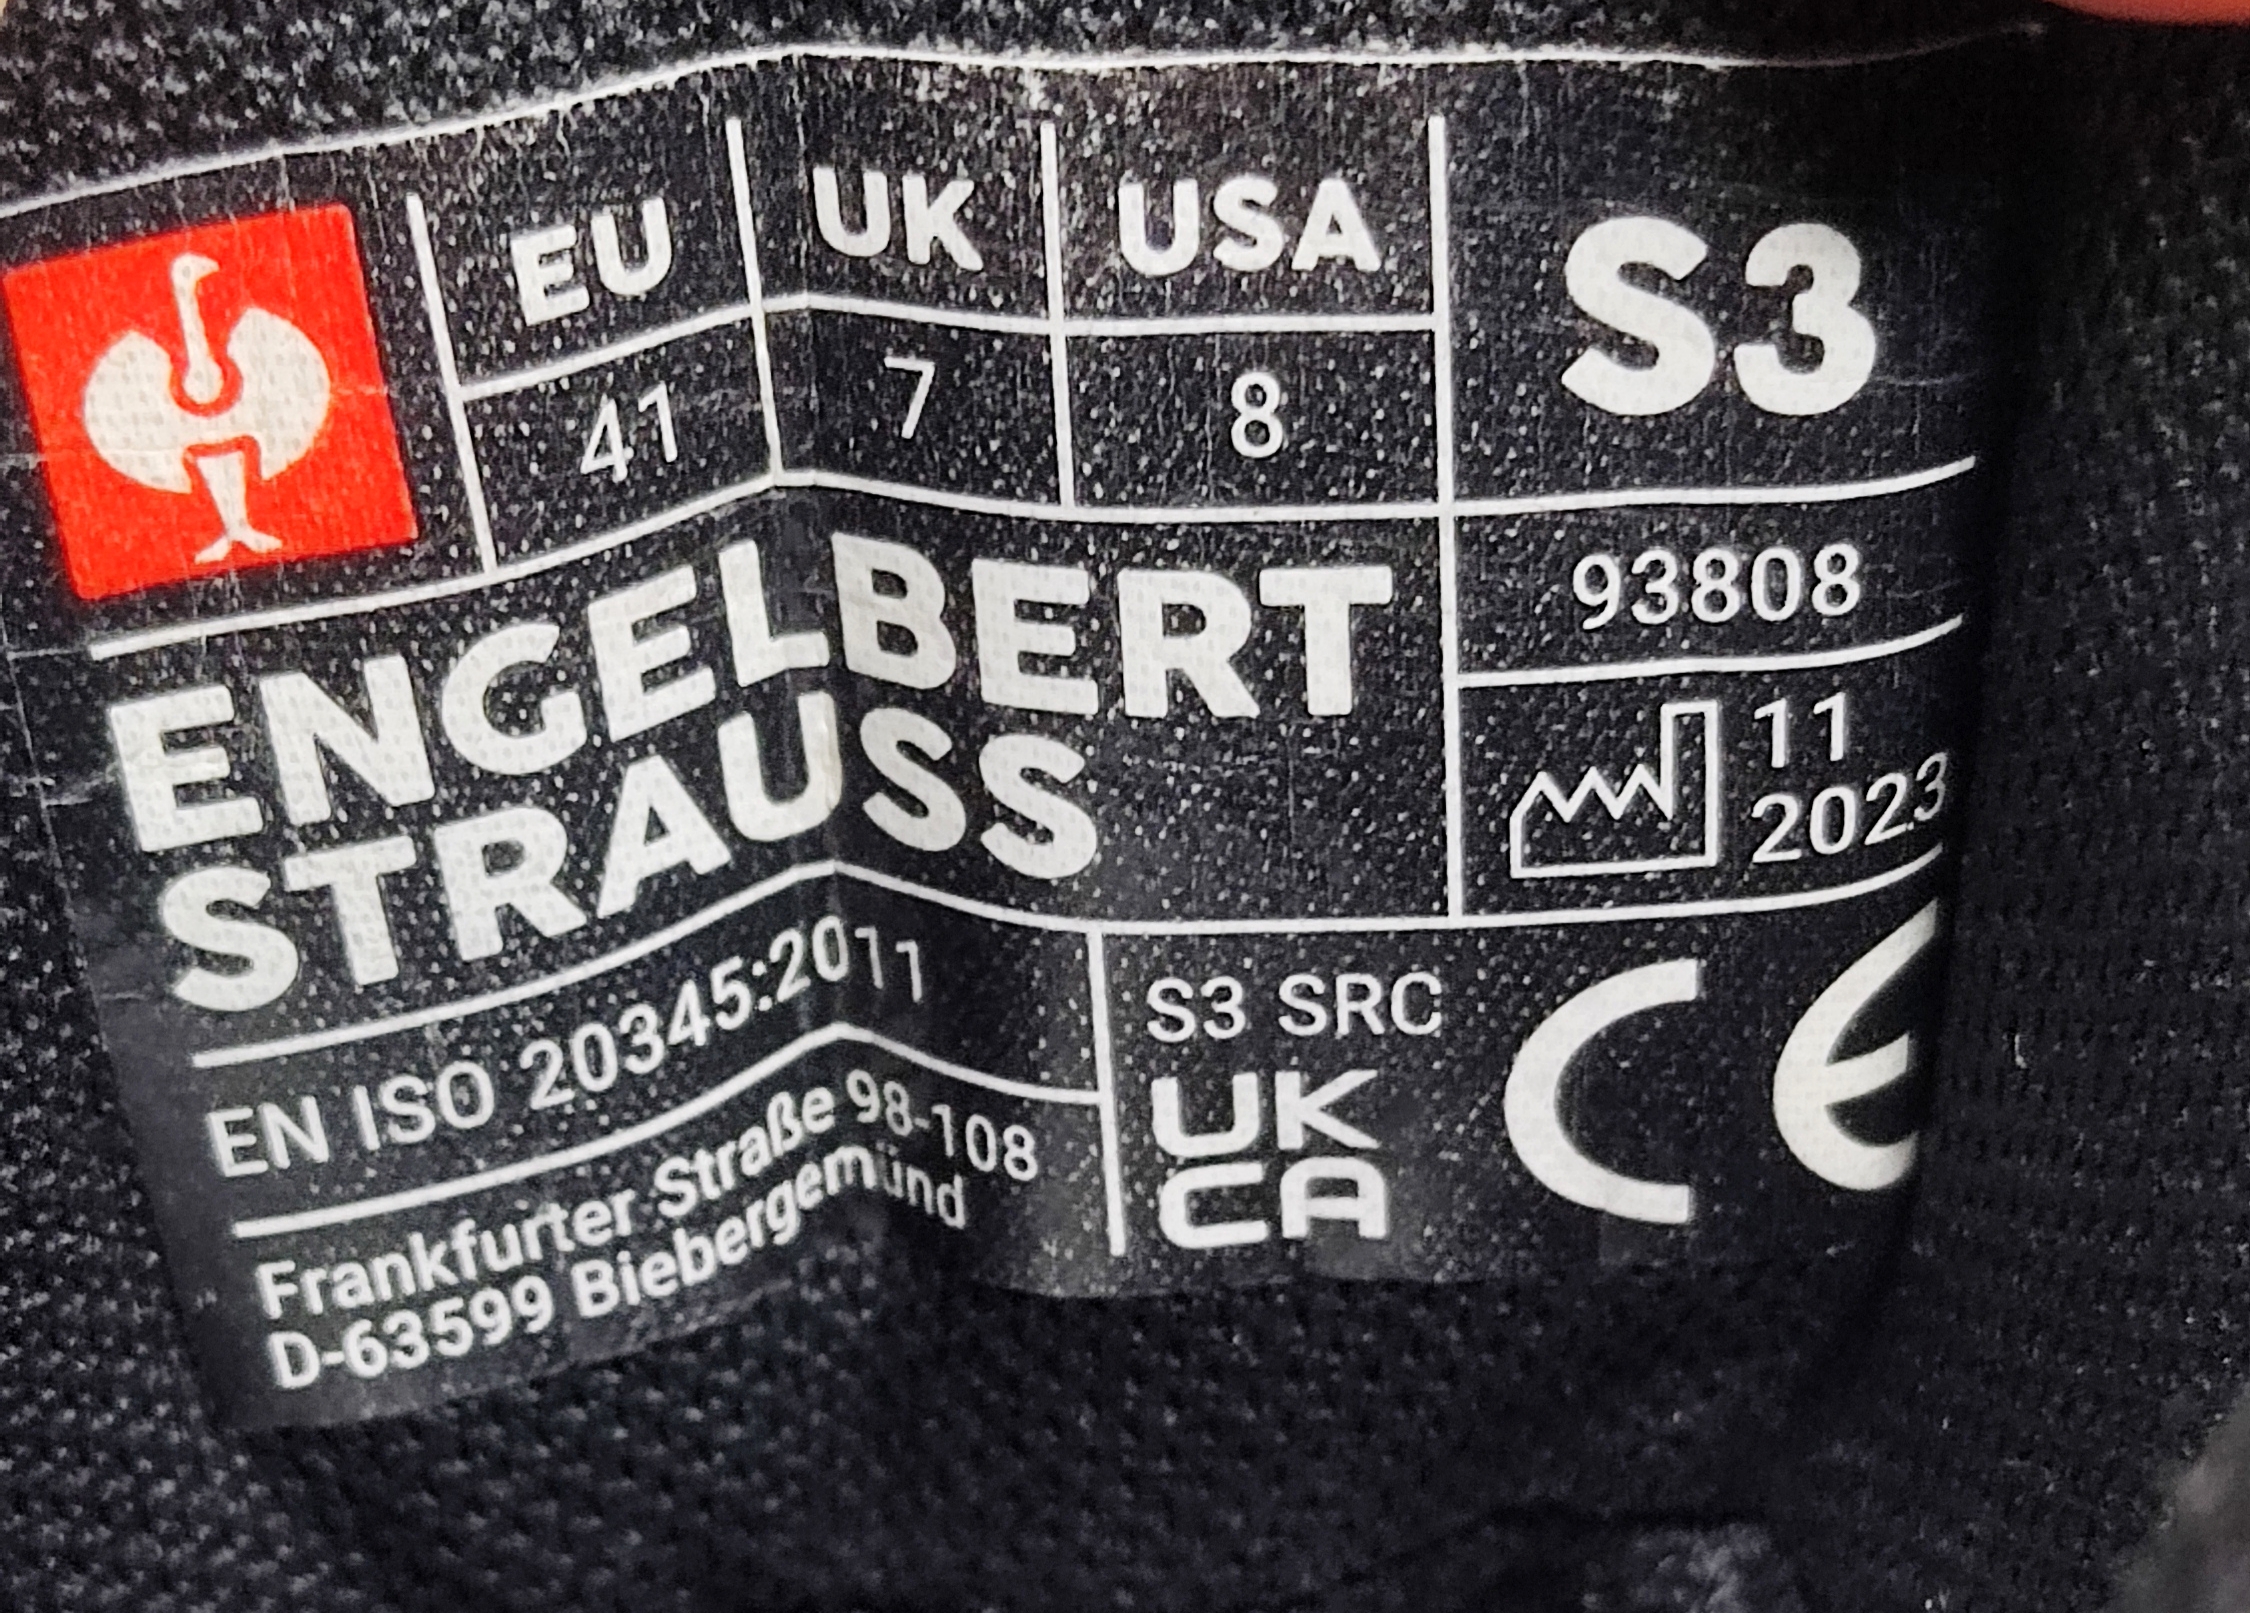 EU UK USA
41 7 8
S3
93808
11
2023
ENGELBERT
STRAUSS
EN ISO 20345:2011
Frankfurter Straße 98-108
D-63599 Biebergemünd
S3 SRC
UK
CA
CE